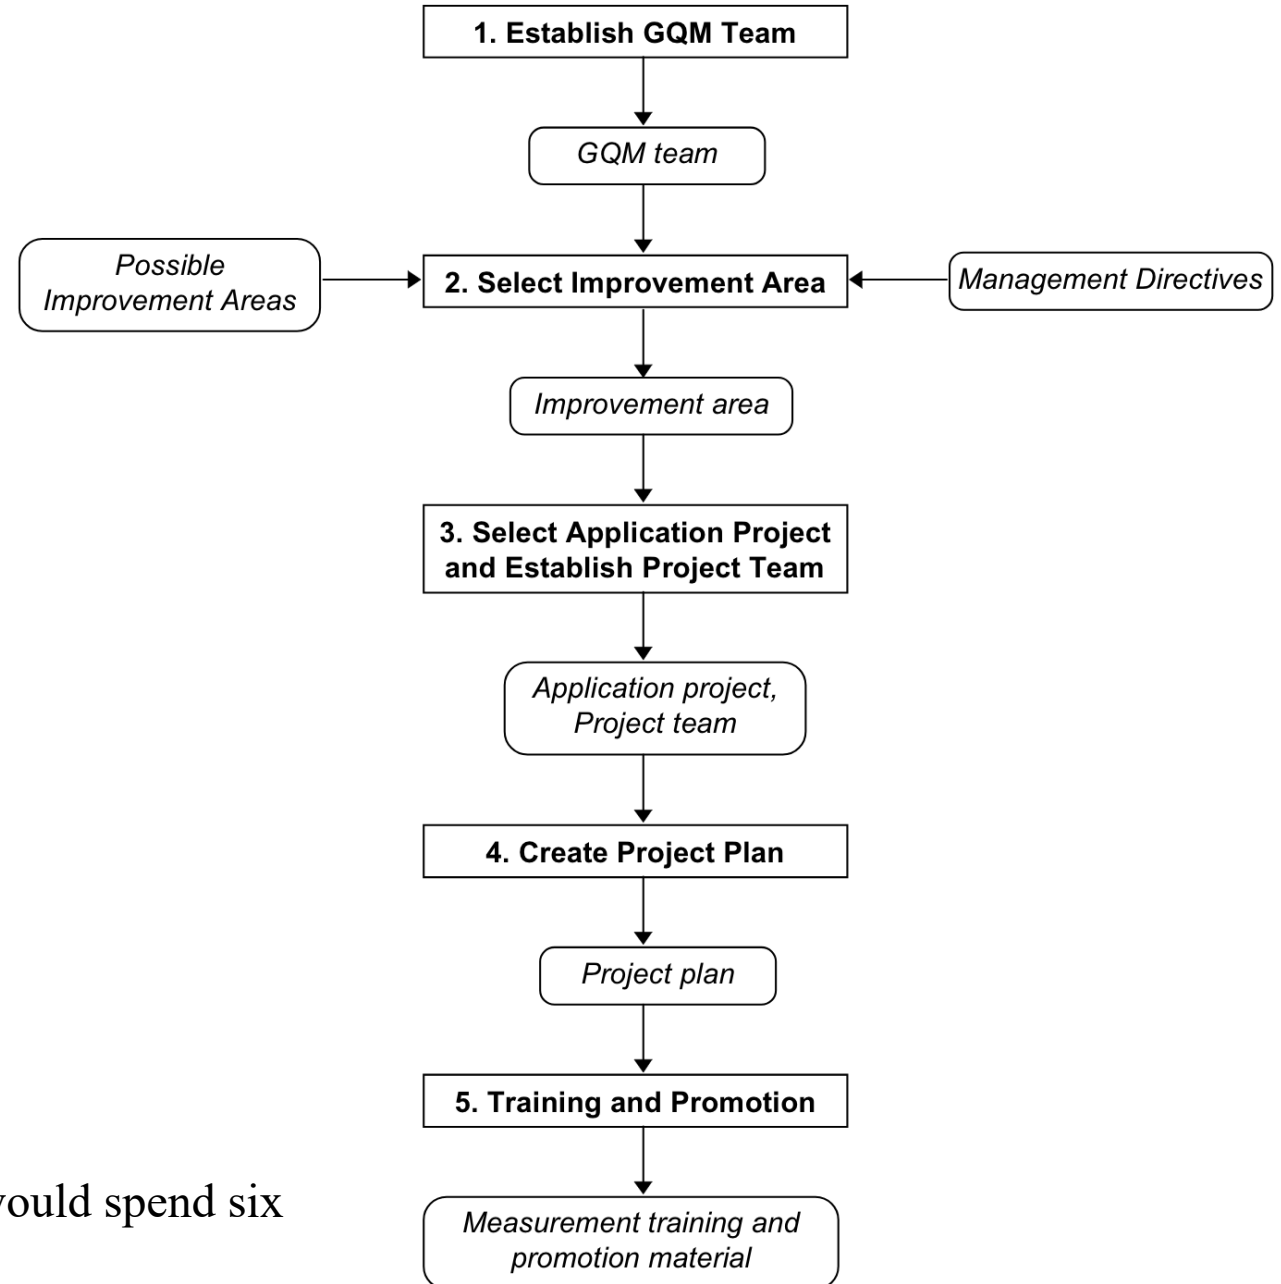 1. Establish GQM Team
GQM team
Possible
Improvement Areas
2. Select Improvement Area
Management Directives
Improvement area
3. Select Application Project
and Establish Project Team
Application project,
Project team
4. Create Project Plan
Project plan
5. Training and Promotion
would spend six
Measurement training and
promotion material